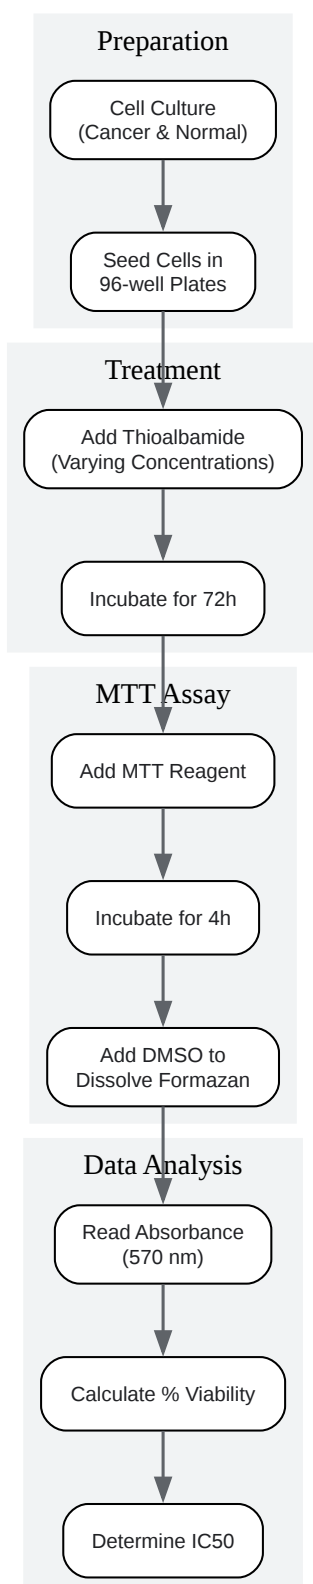 Preparation
Cell Culture
(Cancer & Normal)
Seed Cells in
96-well Plates
Treatment
Add Thioalbamide
(Varying Concentrations)
Incubate for 72h
MTT Assay
Add MTT Reagent
Incubate for 4h
Add DMSO to
Dissolve Formazan
Data Analysis
Read Absorbance
(570 nm)
Calculate % Viability
Determine IC50